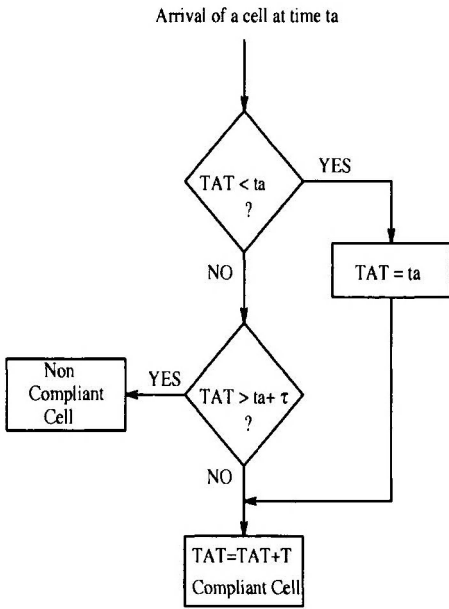 Arrival of a cell at time ta
TAT < ta
?
YES
TAT = ta
NO
Non
Compliant
Cell
YES
TAT > ta+ τ
?
NO
TAT=TAT+T
Compliant Cell